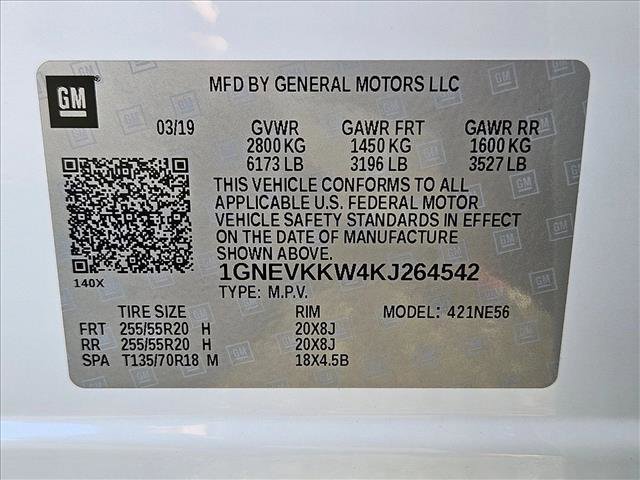 GM
MFD BY GENERAL MOTORS LLC
03/19 GVWR GAWR FRT GAWR RR
2800 KG 1450 KG 1600 KG
6173 LB 3196 LB 3527 LB
THIS VEHICLE CONFORMS TO ALL
APPLICABLE U.S. FEDERAL MOTOR
VEHICLE SAFETY STANDARDS IN EFFECT
ON THE DATE OF MANUFACTURE
SHOWN ABOVE.
140X
1GNEVKKW4KJ264542
TYPE: M.P.V.
TIRE SIZE RIM MODEL: 421NE56
FRT 255/55R20 H 20X8J
RR 255/55R20 H 20X8J
SPA T135/70R18 M 18X4.5B